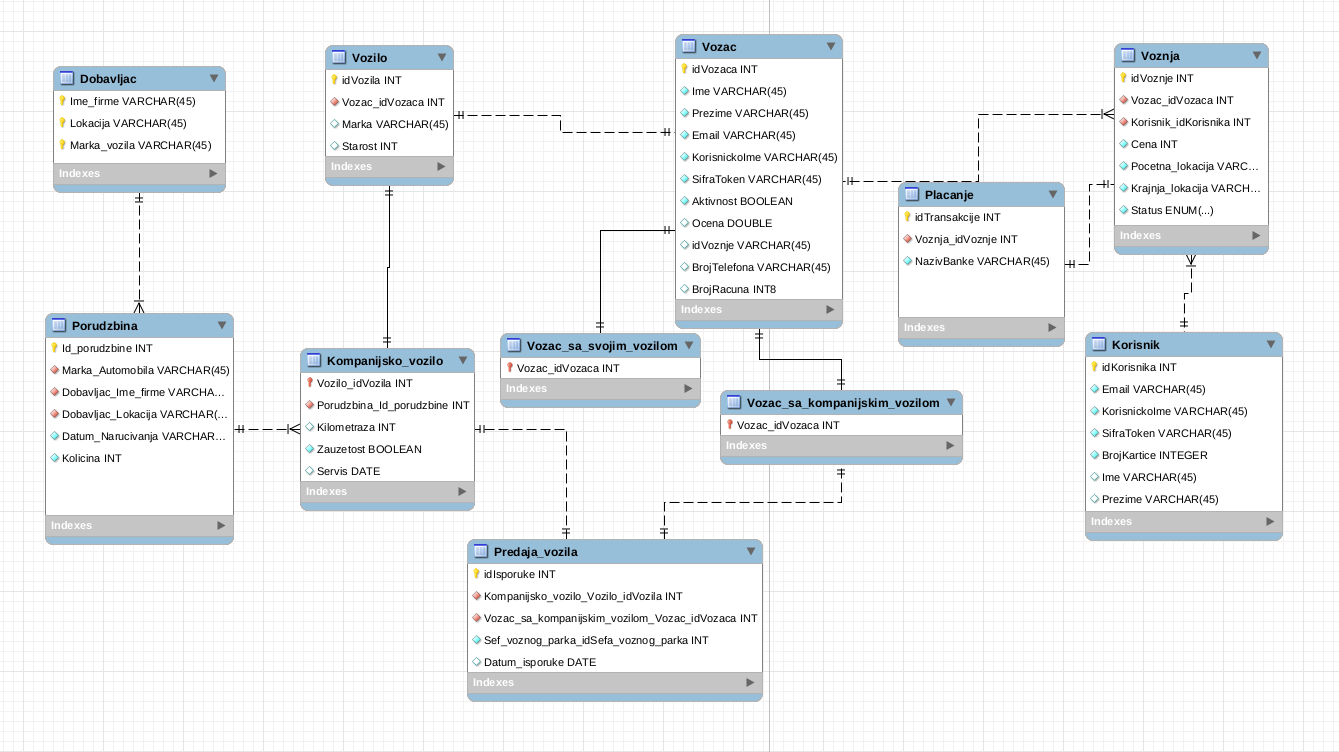 Dobavljac
Ime_firme VARCHAR(45)
Lokacija VARCHAR(45)
Marka_vozila VARCHAR(45)
Indexes
Vozilo
idVozila INT
Vozac_idVozaca INT
Marka VARCHAR(45)
Starost INT
Indexes
Vozac
idVozaca INT
Ime VARCHAR(45)
Prezime VARCHAR(45)
Email VARCHAR(45)
KorisnickoIme VARCHAR(45)
SifraToken VARCHAR(45)
Aktivnost BOOLEAN
Ocena DOUBLE
idVoznje VARCHAR(45)
BrojTelefona VARCHAR(45)
BrojRacuna INT8
Indexes
Voznja
idVoznje INT
Vozac_idVozaca INT
Korisnik_idKorisnika INT
Cena INT
Pocetna_lokacija VARC...
Krajnja_lokacija VARCH...
Status ENUM(...)
Indexes
Placanje
idTransakcije INT
Voznja_idVoznje INT
NazivBanke VARCHAR(45)
Indexes
Porudzbina
Id_porudzbine INT
Marka_Automobila VARCHAR(45)
Dobavljac_Ime_firme VARCHA...
Dobavljac_Lokacija VARCHAR(...
Datum_Narucivanja VARCHAR...
Kolicina INT
Indexes
Kompanijsko_vozilo
Vozilo_idVozila INT
Porudzbina_Id_porudzbine INT
Kilometraza INT
Zauzetost BOOLEAN
Servis DATE
Indexes
Vozac_sa_svojim_vozilom
Vozac_idVozaca INT
Indexes
Vozac_sa_kompanijskim_vozilom
Vozac_idVozaca INT
Indexes
Korisnik
idKorisnika INT
Email VARCHAR(45)
KorisnickoIme VARCHAR(45)
SifraToken VARCHAR(45)
BrojKartice INTEGER
Ime VARCHAR(45)
Prezime VARCHAR(45)
Indexes
Predaja_vozila
idIsporuke INT
Kompanijsko_vozilo_Vozilo_idVozila INT
Vozac_sa_kompanijskim_vozilom_Vozac_idVozaca INT
Sef_voznog_parka_idSefa_voznog_parka INT
Datum_isporuke DATE
Indexes